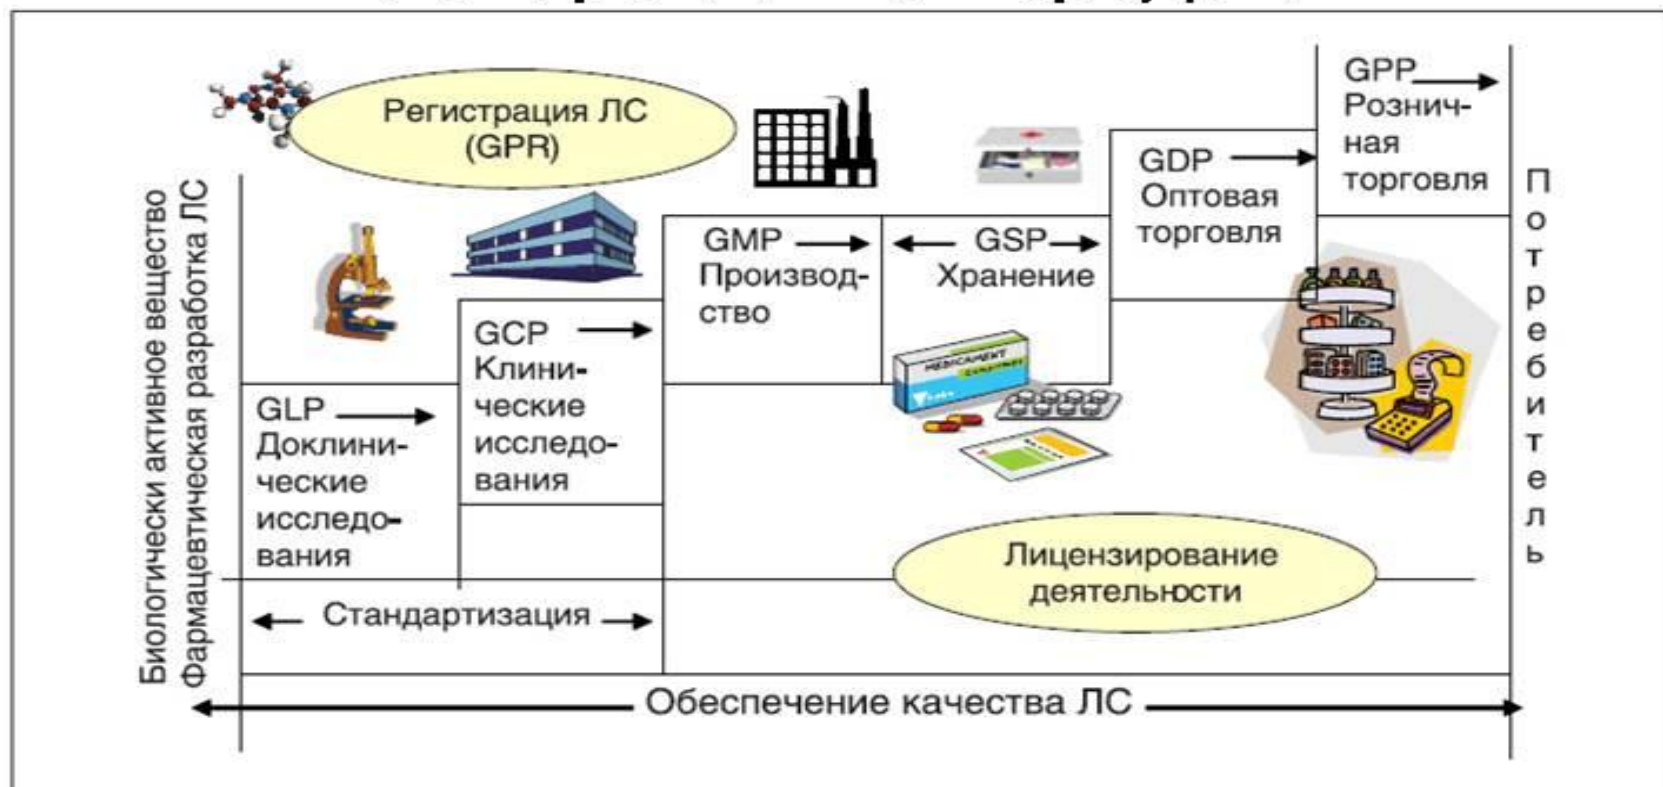 Регистрация ЛС
(GPR)
GPP
Рознич-
ная
торговля
GDP
Оптовая
торговля
GMP
Производ-
ство
GSP
Хранение
GCP
Клини-
ческие
исследо-
вания
GLP
Доклини-
ческие
исследо-
вания
Биологически активное вещество
Фармацевтическая разработка ЛС
Потребитель
MEDICAMENT
Лицензирование
деятельности
Стандартизация
Обеспечение качества ЛС